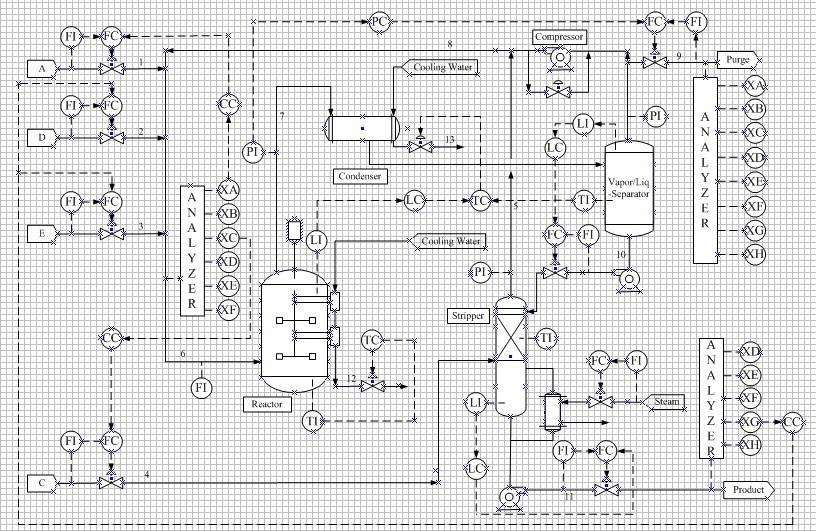 FI
FC
PC
FC
FI
8
Compressor
9
Purge
A
1
Cooling Water
FI
FC
CC
XA
XB
XC
XD
XE
XF
XG
XH
7
LI
PI
D
2
13
LC
PI
Condenser
A
N
A
L
Y
Z
E
R
A
N
A
L
Y
Z
E
R
XA
XB
XC
XD
XE
XF
Vapor/Liq
-Separator
FI
FC
LC
TC
5
TI
E
3
LI
Cooling Water
FC
FI
10
PI
Stripper
CC
TC
TI
6
FI
12
Reactor
TI
FC
FI
Steam
LI
A
N
A
L
Y
Z
E
R
XD
XE
XF
XG
XH
CC
FI
FC
LC
FI
FC
C
4
11
Product